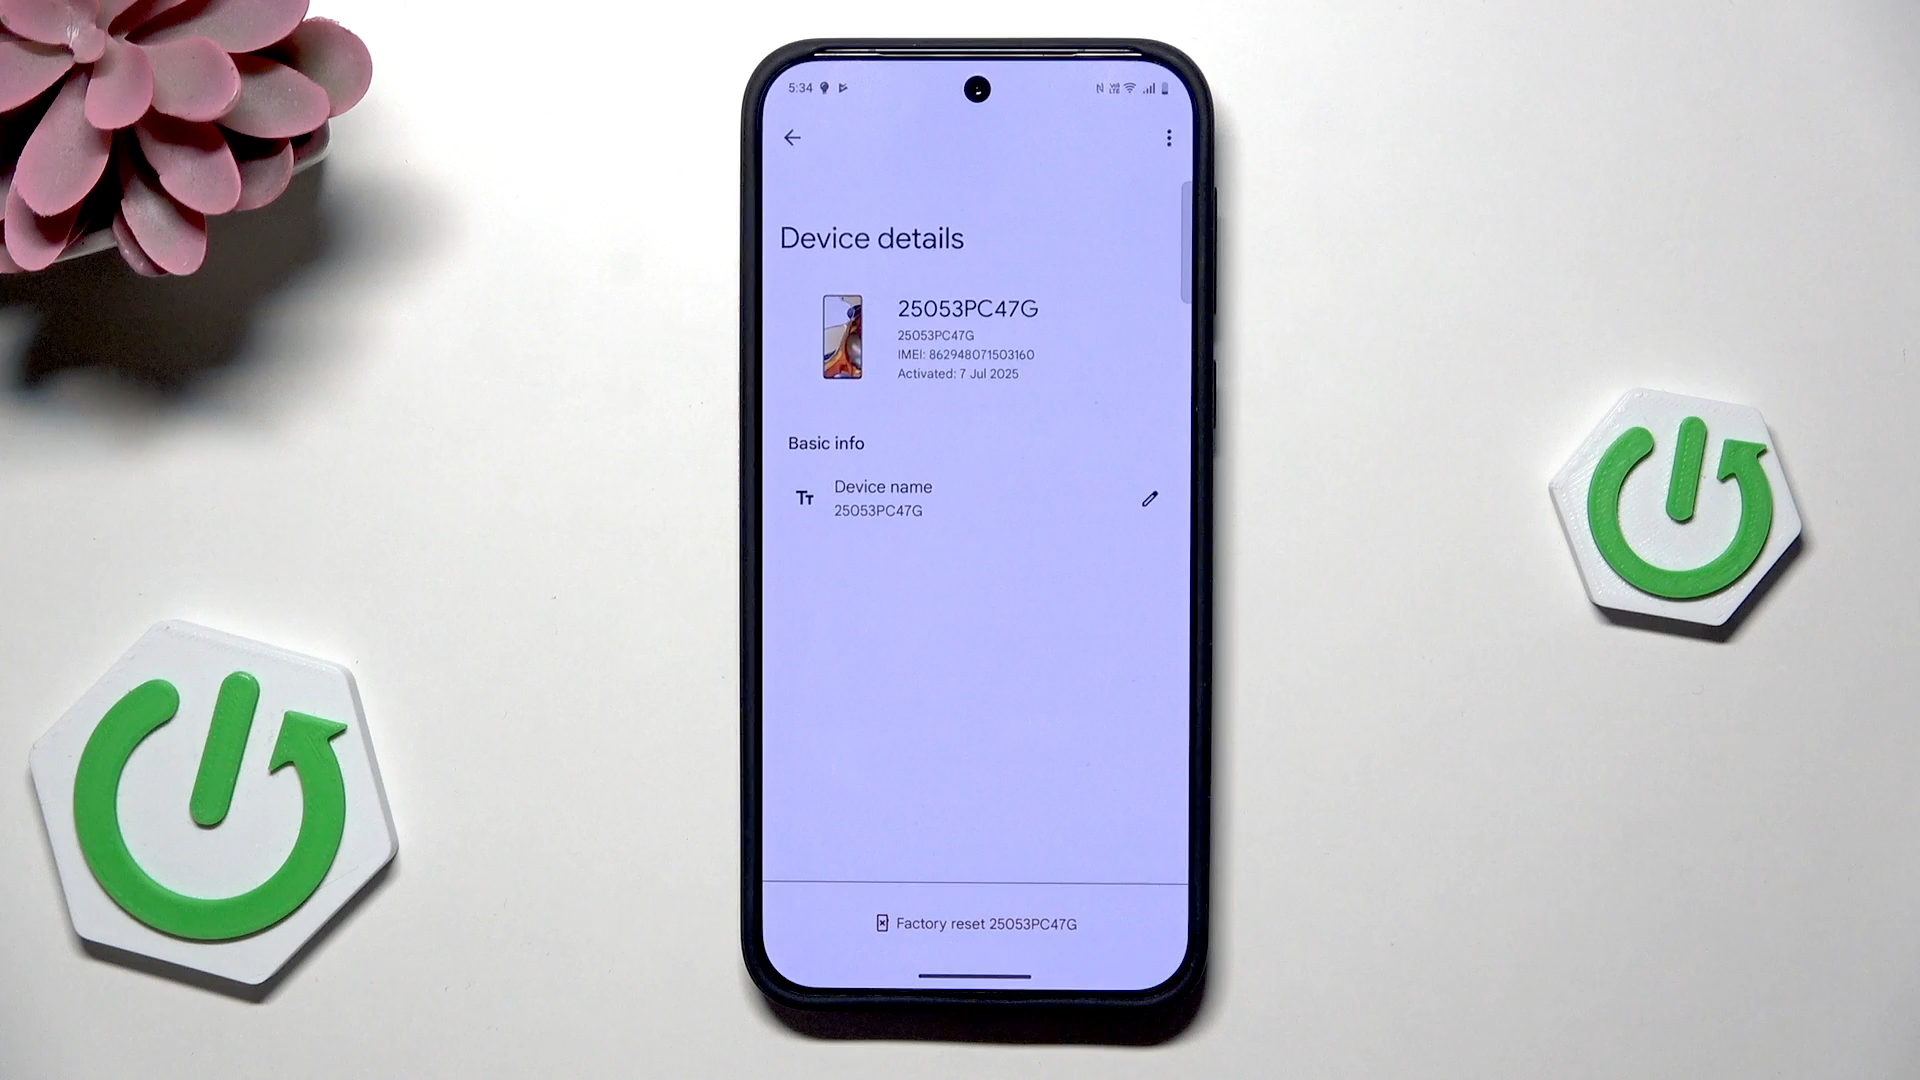 5:34
Device details
25053PC47G
25053PC47G
IMEI: 862948071503160
Activated: 7 Jul 2025
Basic info
Device name
25053PC47G
Factory reset 25053PC47G